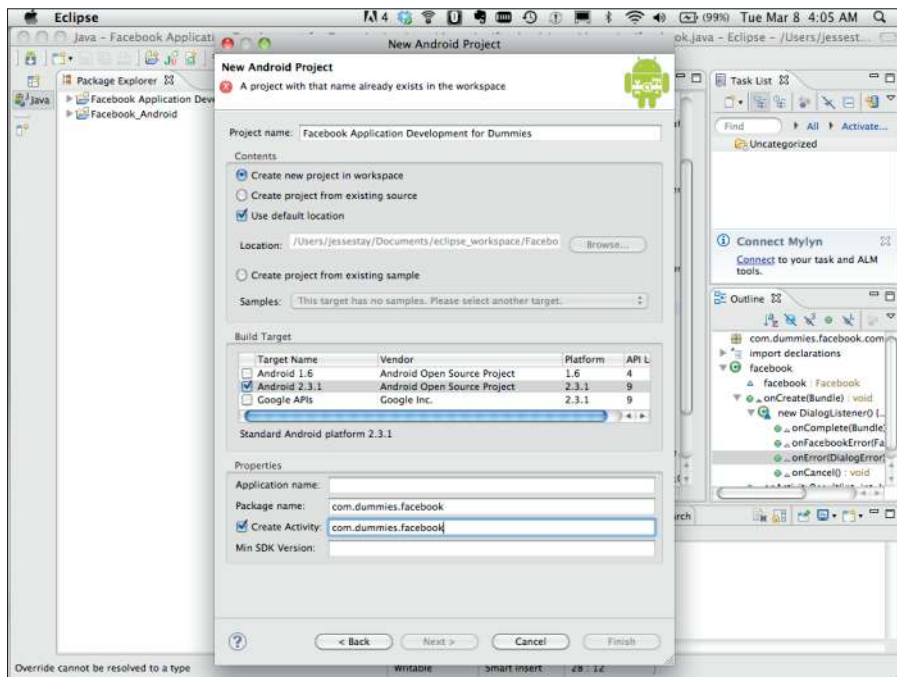 Eclipse
4
(99%) Tue Mar 8 4:05 AM
Java - Facebook Applicati
New Android Project
ok.java - Eclipse - /Users/jessest...
Java
Package Explorer
Facebook Application Deve
Facebook_Android
New Android Project
A project with that name already exists in the workspace
Project name: Facebook Application Development for Dummies
Contents
Create new project in workspace
Create project from existing source
Use default location
Location: /Users/jessestay/Documents/eclipse_workspace/Facebo Browse...
Create project from existing sample
Samples: This target has no samples. Please select another target.
Build Target
Target Name Vendor Platform API L
Android 1.6 Android Open Source Project 1.6 4
Android 2.3.1 Android Open Source Project 2.3.1 9
Google APIs Google Inc. 2.3.1 9
Standard Android platform 2.3.1
Properties
Application name:
Package name: com.dummies.facebook
Create Activity: com.dummies.facebook
Min SDK Version:
< Back Next > Cancel Finish
Task List
Find All Activate...
Uncategorized
Connect Mylyn
Connect to your task and ALM
tools.
Outline
com.dummies.facebook.com
import declarations
facebook
facebook : Facebook
onCreate(Bundle) : void
new DialogListener() {..
onComplete(Bundle)
onFacebookError(Fa
onError(DialogError)
onCancel() : void
rch
Override cannot be resolved to a type
Writable Smart Insert 28 : 12